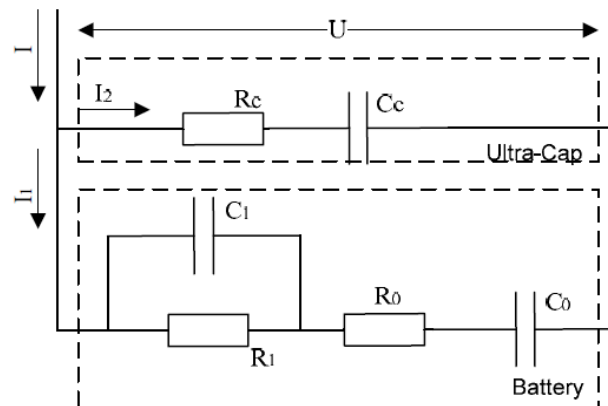 U
I
I2
Rc
Cc
Ultra-Cap
I1
C1
R0
C0
R1
Battery